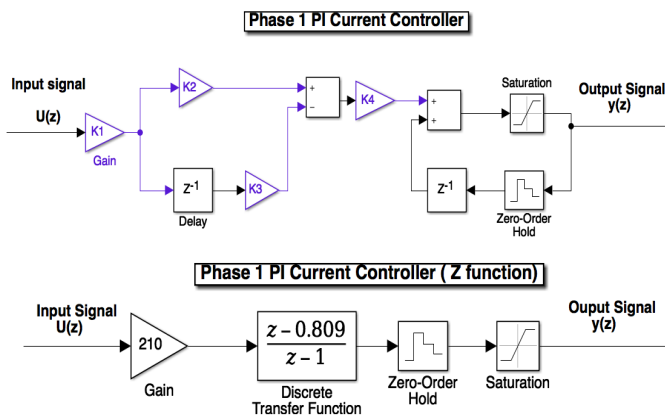 Phase 1 PI Current Controller
Input signal
U(z)
K1
Gain
K2
z-1
Delay
K3
+
−
K4
+
+
Saturation
Output Signal
y(z)
z-1
Zero-Order
Hold
Phase 1 PI Current Controller ( Z function)
Input Signal
U(z)
210
Gain
z − 0.809
z − 1
Discrete
Transfer Function
Zero-Order
Hold
Saturation
Ouput Signal
y(z)